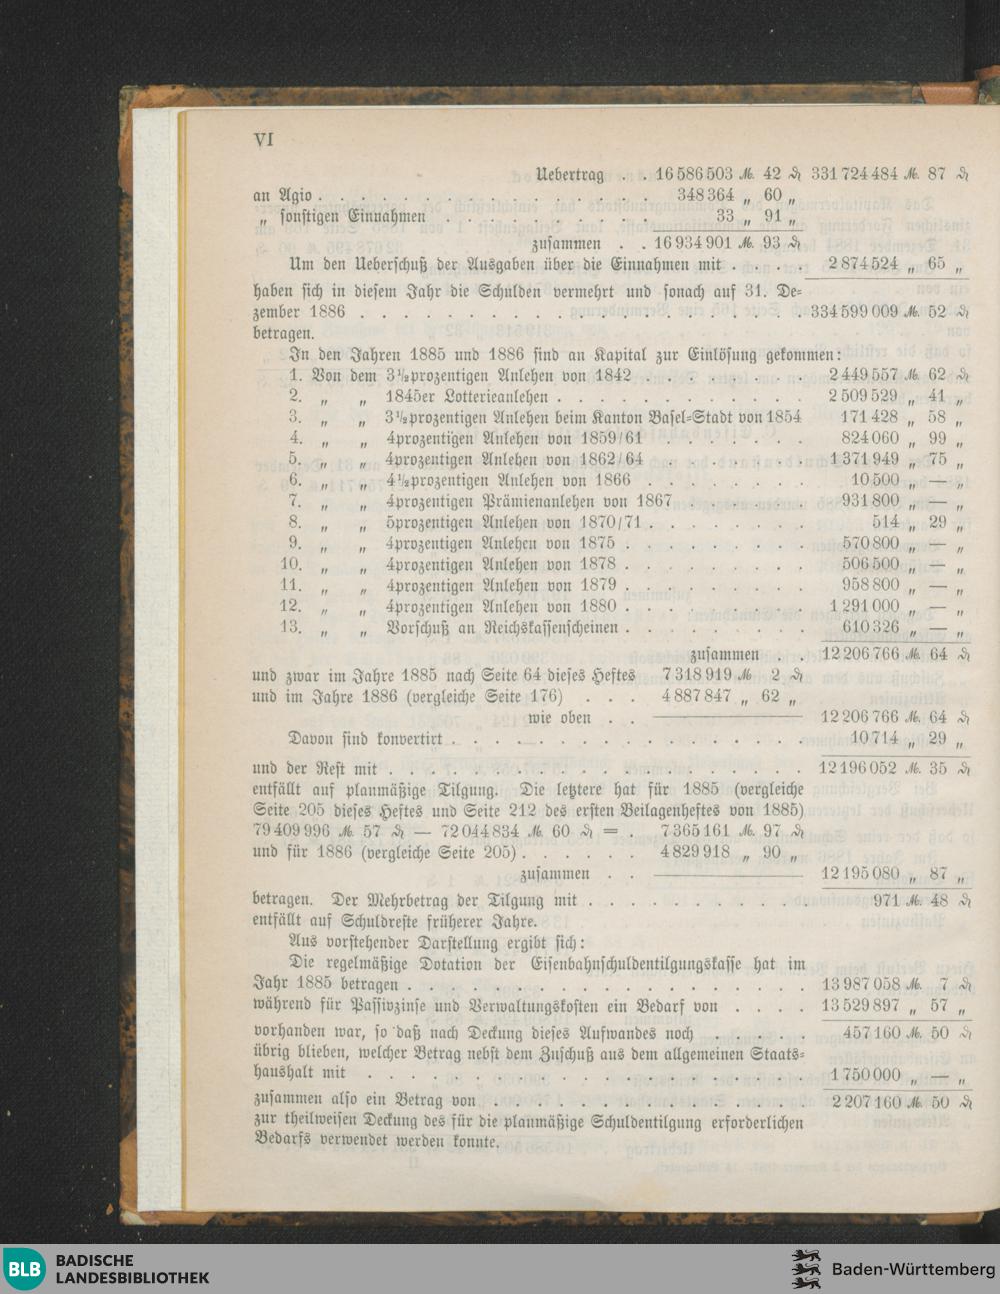 VI
Uebertrag . . 16 586 503 ℳ 42 ₰ 331 724 484 ℳ 87 ₰
an Agio . . . . . . . . . . . . . . . . 348 364 „ 60 „
„ sonstigen Einnahmen . . . . . . . . . . . 33 „ 91 „
zusammen . . 16 934 901 ℳ 93 ₰
Um den Ueberschuß der Ausgaben über die Einnahmen mit . . . . 2 874 524 „ 65 „
haben sich in diesem Jahr die Schulden vermehrt und sonach auf 31. De=
zember 1886 . . . . . . . . . . . . . . . . . . 334 599 009 ℳ 52 ₰
betragen.
In den Jahren 1885 und 1886 sind an Kapital zur Einlösung gekommen:
1. Von dem 3½prozentigen Anlehen von 1842 . . . . . . . 2 449 557 ℳ 62 ₰
2. „ „ 1845er Lotterieanlehen . . . . . . . . . . 2 509 529 „ 41 „
3. „ „ 3½prozentigen Anlehen beim Kanton Basel=Stadt von 1854 171 428 „ 58 „
4. „ „ 4prozentigen Anlehen von 1859/61 . . . . . . . 824 060 „ 99 „
5. „ „ 4prozentigen Anlehen von 1862/64 . . . . . . . 1 371 949 „ 75 „
6. „ „ 4½prozentigen Anlehen von 1866 . . . . . . . 10 500 „ — „
7. „ „ 4prozentigen Prämienanlehen von 1867 . . . . . . 931 800 „ — „
8. „ „ 5prozentigen Anlehen von 1870/71 . . . . . . . 514 „ 29 „
9. „ „ 4prozentigen Anlehen von 1875 . . . . . . . . 570 800 „ — „
10. „ „ 4prozentigen Anlehen von 1878 . . . . . . . . 506 500 „ — „
11. „ „ 4prozentigen Anlehen von 1879 . . . . . . . . 958 800 „ — „
12. „ „ 4prozentigen Anlehen von 1880 . . . . . . . . 1 291 000 „ — „
13. „ „ Vorschuß an Reichskassenscheinen . . . . . . . . 610 326 „ — „
zusammen . . 12 206 766 ℳ 64 ₰
und zwar im Jahre 1885 nach Seite 64 dieses Heftes 7 318 919 ℳ 2 ₰
und im Jahre 1886 (vergleiche Seite 176) . . . 4 887 847 „ 62 „
wie oben . . 12 206 766 ℳ 64 ₰
Davon sind konvertirt . . . . . . . . . . . . . . . 10 714 „ 29 „
und der Rest mit . . . . . . . . . . . . . . . . . 12 196 052 ℳ 35 ₰
entfällt auf planmäßige Tilgung. Die letztere hat für 1885 (vergleiche
Seite 205 dieses Heftes und Seite 212 des ersten Beilagenheftes von 1885)
79 409 996 ℳ 57 ₰ — 72 044 834 ℳ 60 ₰ = . 7 365 161 ℳ 97 ₰
und für 1886 (vergleiche Seite 205) . . . . . . 4 829 918 „ 90 „
zusammen . . 12 195 080 „ 87 „
betragen. Der Mehrbetrag der Tilgung mit . . . . . . . . . 971 ℳ 48 ₰
entfällt auf Schuldreste früherer Jahre.
Aus vorstehender Darstellung ergibt sich:
Die regelmäßige Dotation der Eisenbahnschuldentilgungskasse hat im
Jahr 1885 betragen . . . . . . . . . . . . . . . . 13 987 058 ℳ 7 ₰
während für Passivzinse und Verwaltungskosten ein Bedarf von . . . . 13 529 897 „ 57 „
vorhanden war, so daß nach Deckung dieses Aufwandes noch . . . . . 457 160 ℳ 50 ₰
übrig blieben, welcher Betrag nebst dem Zuschuß aus dem allgemeinen Staats=
haushalt mit . . . . . . . . . . . . . . . . . . 1 750 000 „ — „
zusammen also ein Betrag von . . . . . . . . . . . . . 2 207 160 ℳ 50 ₰
zur theilweisen Deckung des für die planmäßige Schuldentilgung erforderlichen
Bedarfs verwendet werden konnte.
BLB BADISCHE
LANDESBIBLIOTHEK
Baden-Württemberg